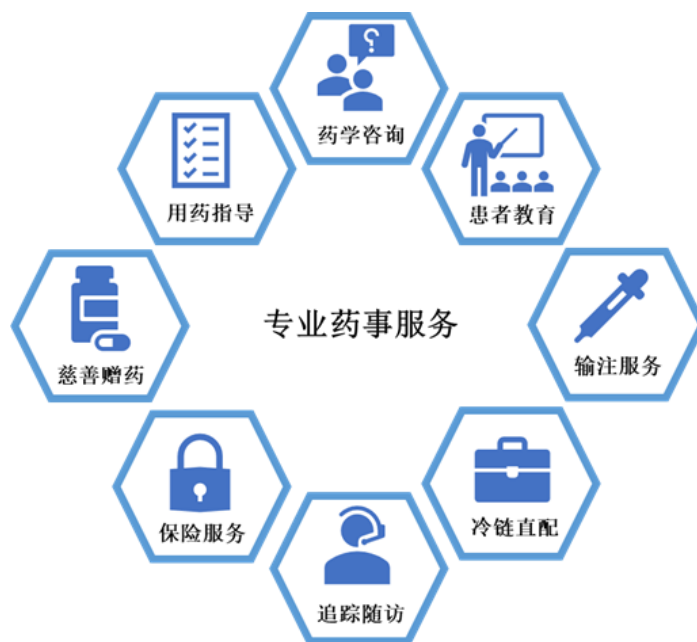 药学咨询
用药指导
患者教育
慈善赠药
专业药事服务
输注服务
保险服务
冷链直配
追踪随访